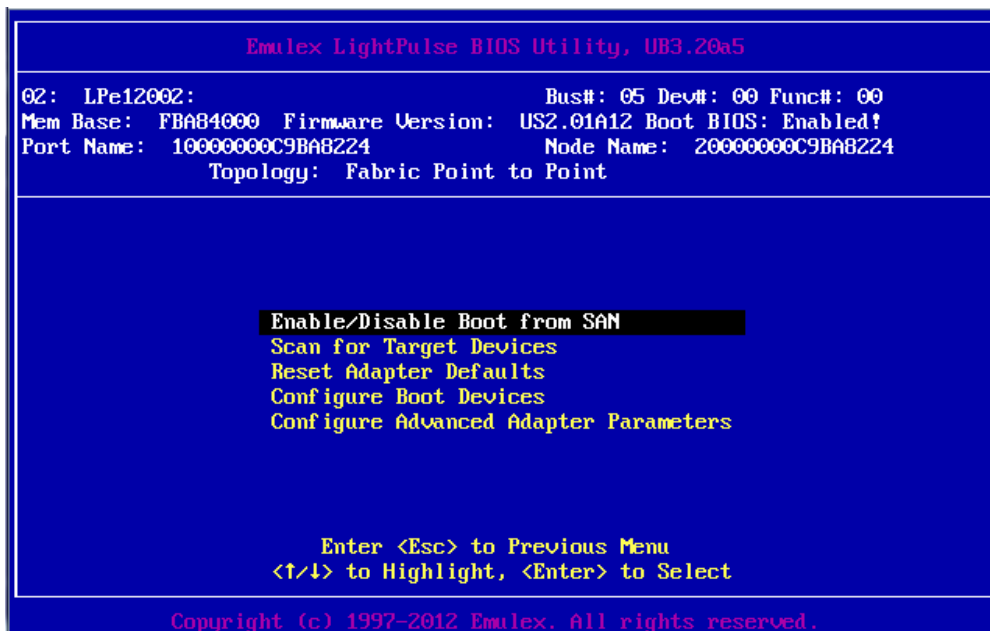 Emulex LightPulse BIOS Utility, UB3.20a5
02: LPe12002: Bus#: 05 Dev#: 00 Func#: 00
Mem Base: FBA84000 Firmware Version: US2.01A12 Boot BIOS: Enabled!
Port Name: 10000000C9BA8224 Node Name: 20000000C9BA8224
Topology: Fabric Point to Point
Enable/Disable Boot from SAN
Scan for Target Devices
Reset Adapter Defaults
Configure Boot Devices
Configure Advanced Adapter Parameters
Enter <Esc> to Previous Menu
<↑/↓> to Highlight, <Enter> to Select
Copyright (c) 1997-2012 Emulex. All rights reserved.